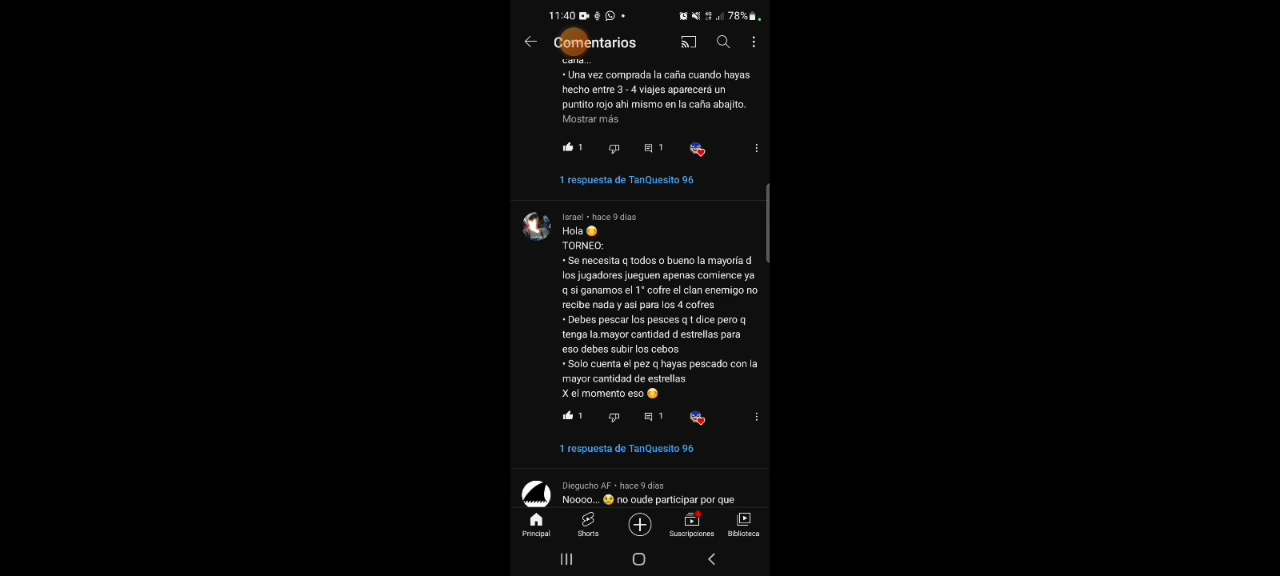 11:40
78%
Comentarios
caña...
• Una vez comprada la caña cuando hayas
hecho entre 3 - 4 viajes aparecerá un
puntito rojo ahi mismo en la caña abajito.
Mostrar más
1
1
1 respuesta de TanQuesito 96
Israel • hace 9 días
Hola
TORNEO:
• Se necesita q todos o bueno la mayoría d
los jugadores jueguen apenas comience ya
q si ganamos el 1° cofre el clan enemigo no
recibe nada y asi para los 4 cofres
• Debes pescar los pesces q t dice pero q
tenga la.mayor cantidad d estrellas para
eso debes subir los cebos
• Solo cuenta el pez q hayas pescado con la
mayor cantidad de estrellas
X el momento eso
1
1
1 respuesta de TanQuesito 96
Diegucho AF • hace 9 días
Noooo... no oude participar por que
Principal
Shorts
Suscripciones
Biblioteca